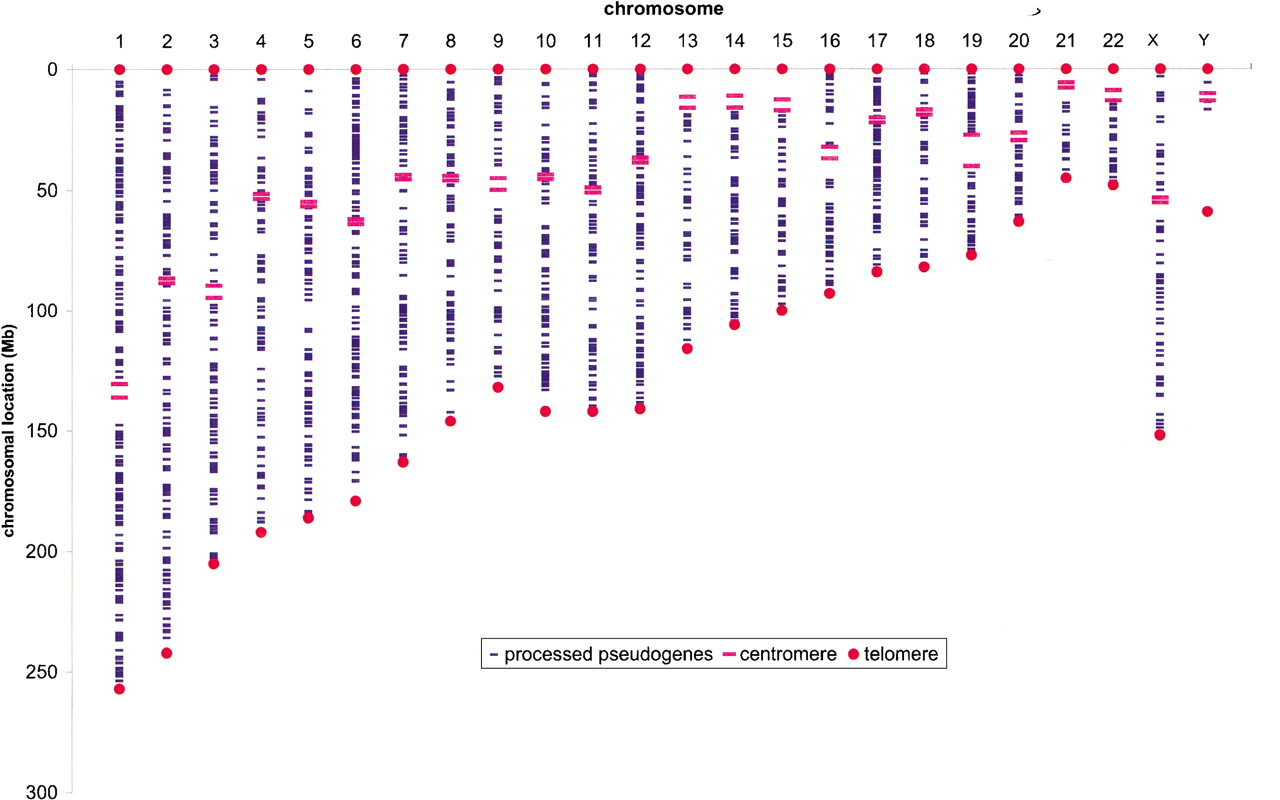 chromosome
1 2 3 4 5 6 7 8 9 10 11 12 13 14 15 16 17 18 19 20 21 22 X Y
0
50
100
150
200
250
300
chromosomal location (Mb)
processed pseudogenes centromere telomere